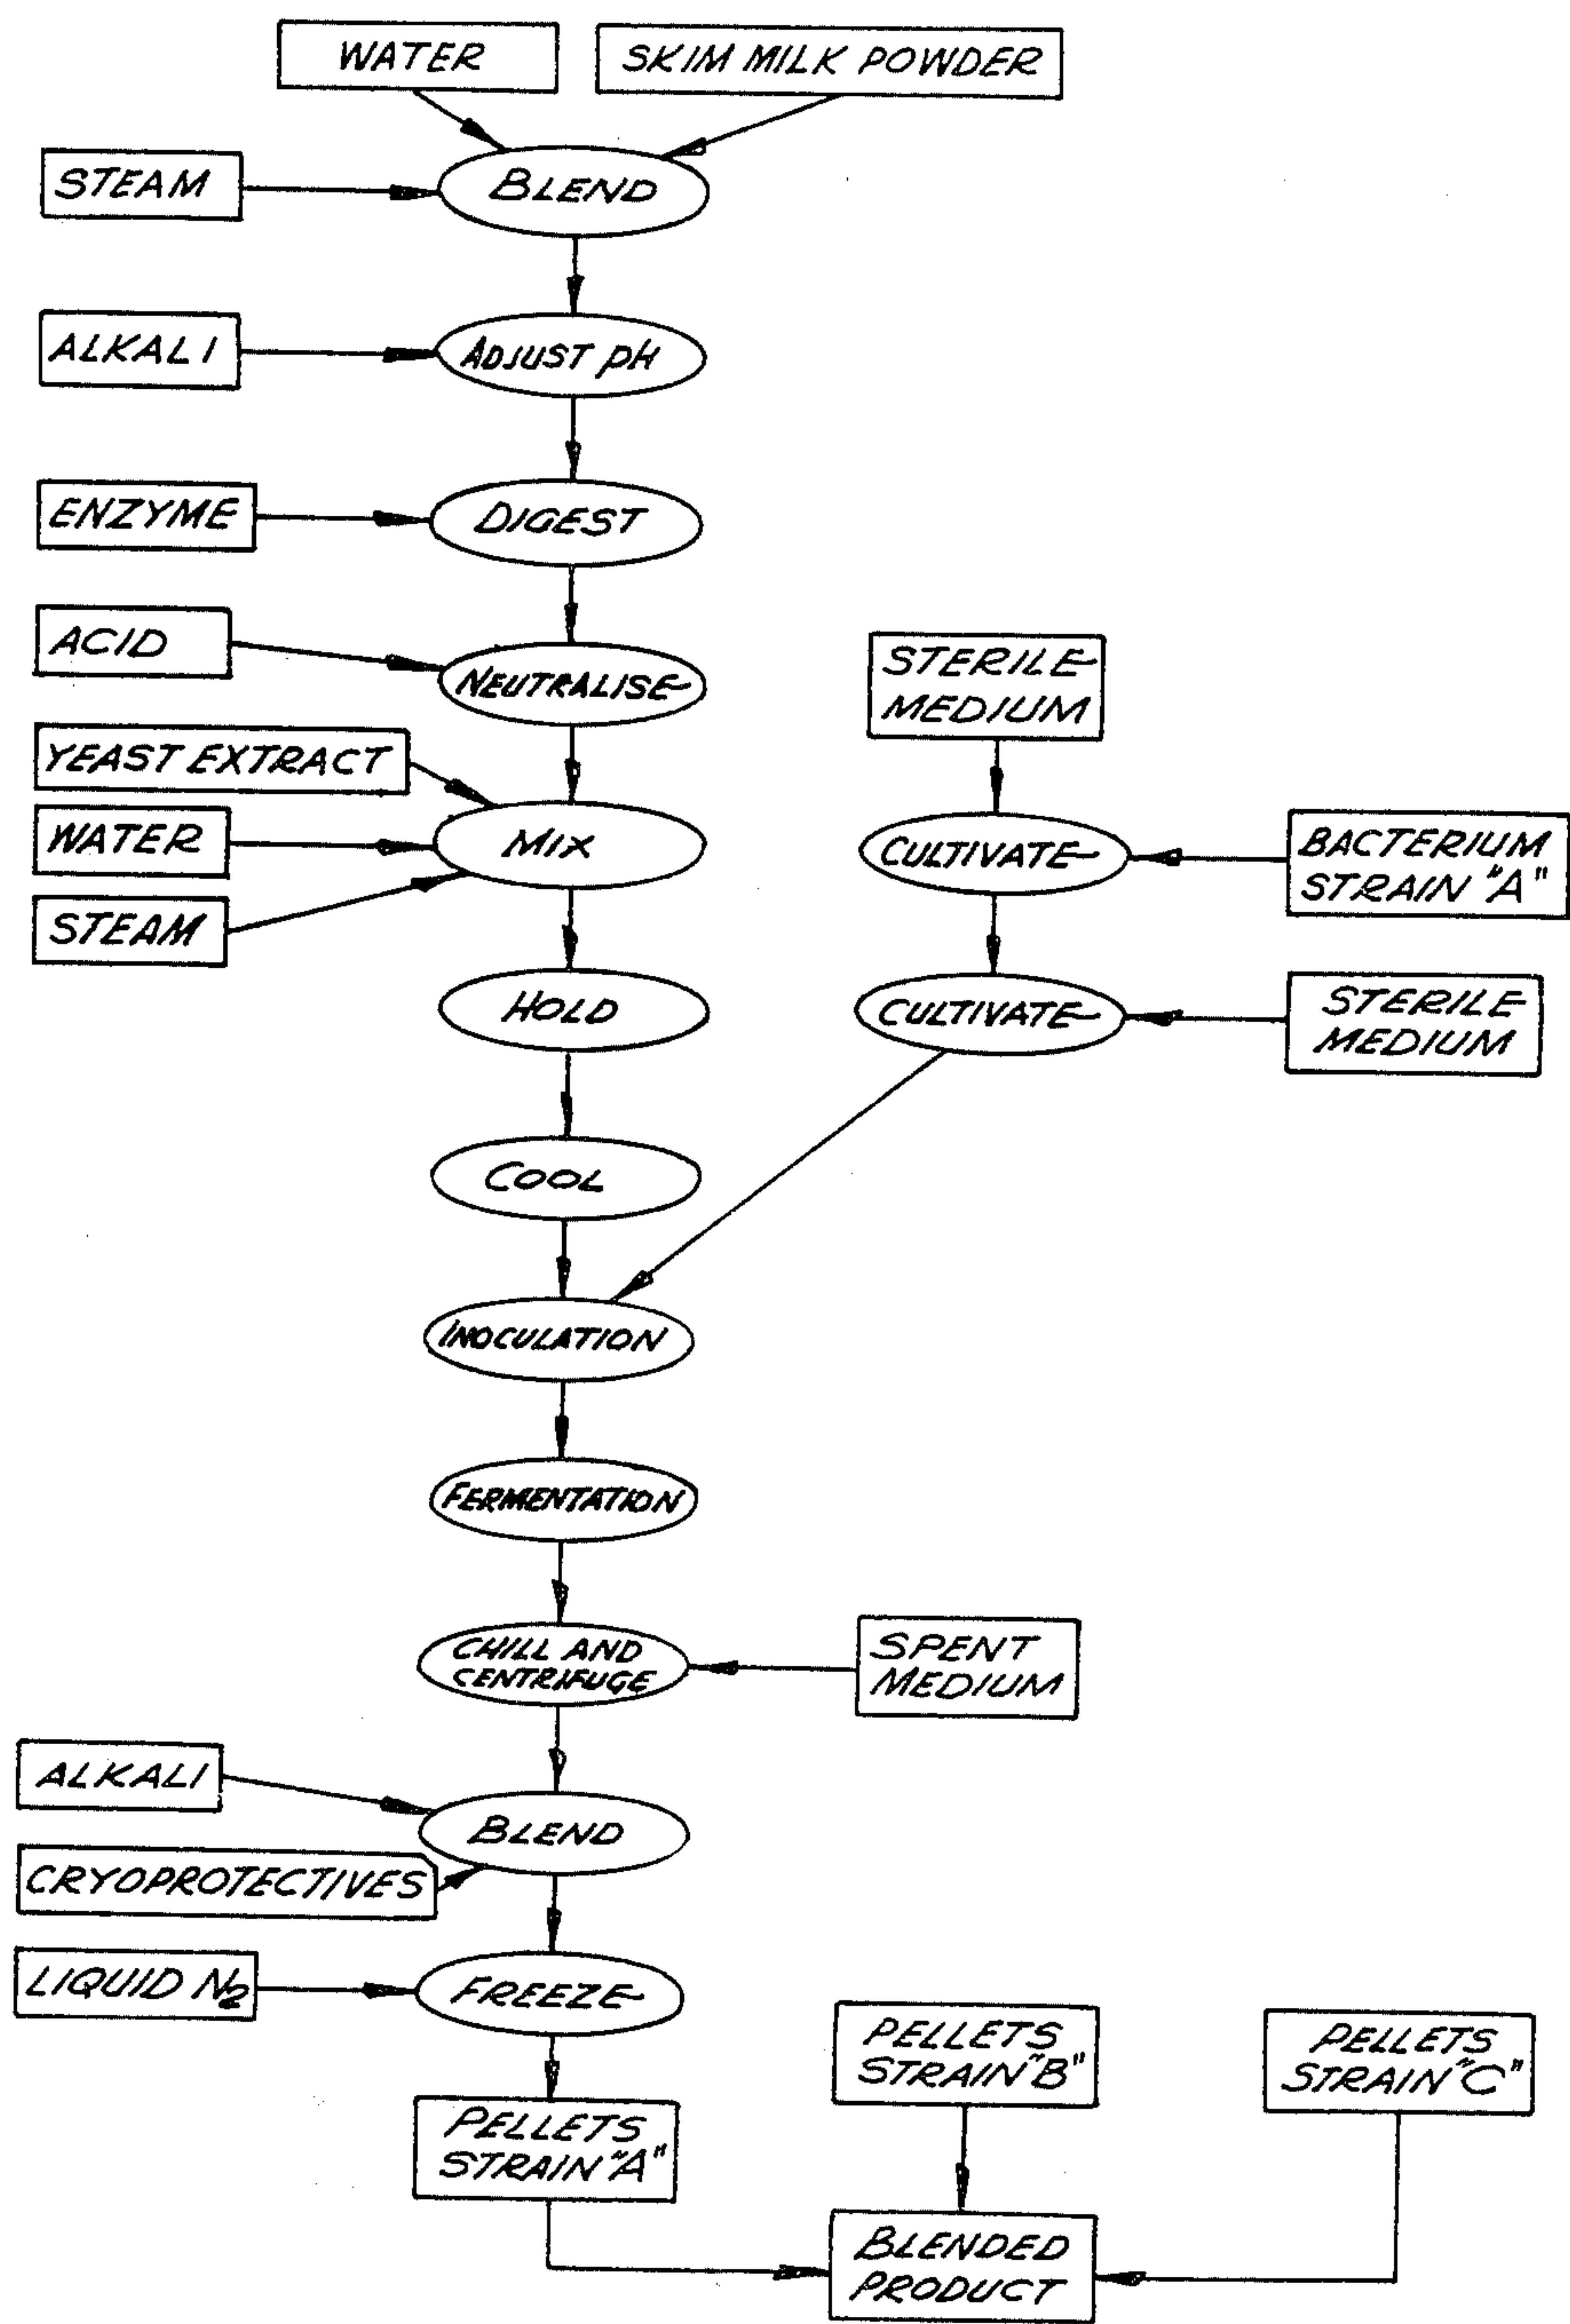 WATER
SKIM MILK POWDER
STEAM
BLEND
ALKALI
ADJUST pH
ENZYME
DIGEST
ACID
NEUTRALISE
STERILE
MEDIUM
YEAST EXTRACT
WATER
MIX
STEAM
CULTIVATE
BACTERIUM
STRAIN "A"
HOLD
CULTIVATE
STERILE
MEDIUM
COOL
INOCULATION
FERMENTATION
CHILL AND
CENTRIFUGE
SPENT
MEDIUM
ALKALI
BLEND
CRYOPROTECTIVES
LIQUID N2
FREEZE
PELLETS
STRAIN "B"
PELLETS
STRAIN "C"
PELLETS
STRAIN "A"
BLENDED
PRODUCT